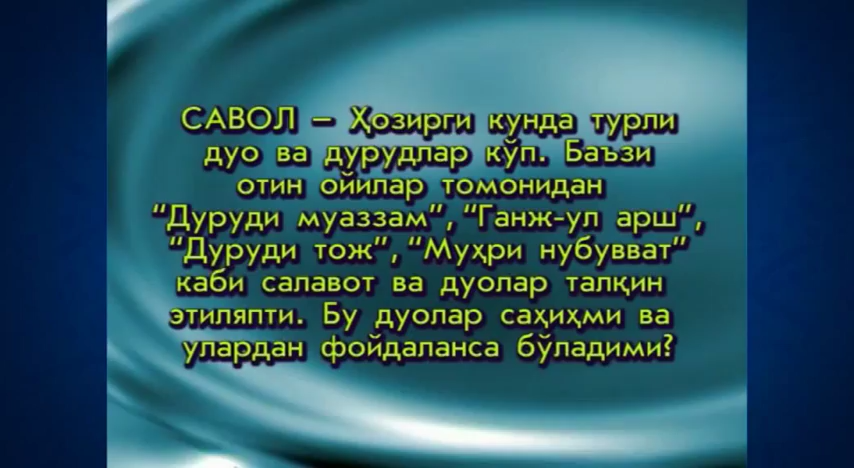 САВОЛ – Ҳозирги кунда турли
дуо ва дурудлар кўп. Баъзи
отин ойилар томонидан
“Дуруди муаззам”, “Ганж-ул арш”,
“Дуруди тож”, “Муҳри нубувват”
каби салавот ва дуолар талқин
этиляпти. Бу дуолар саҳиҳми ва
улардан фойдаланса бўладими?